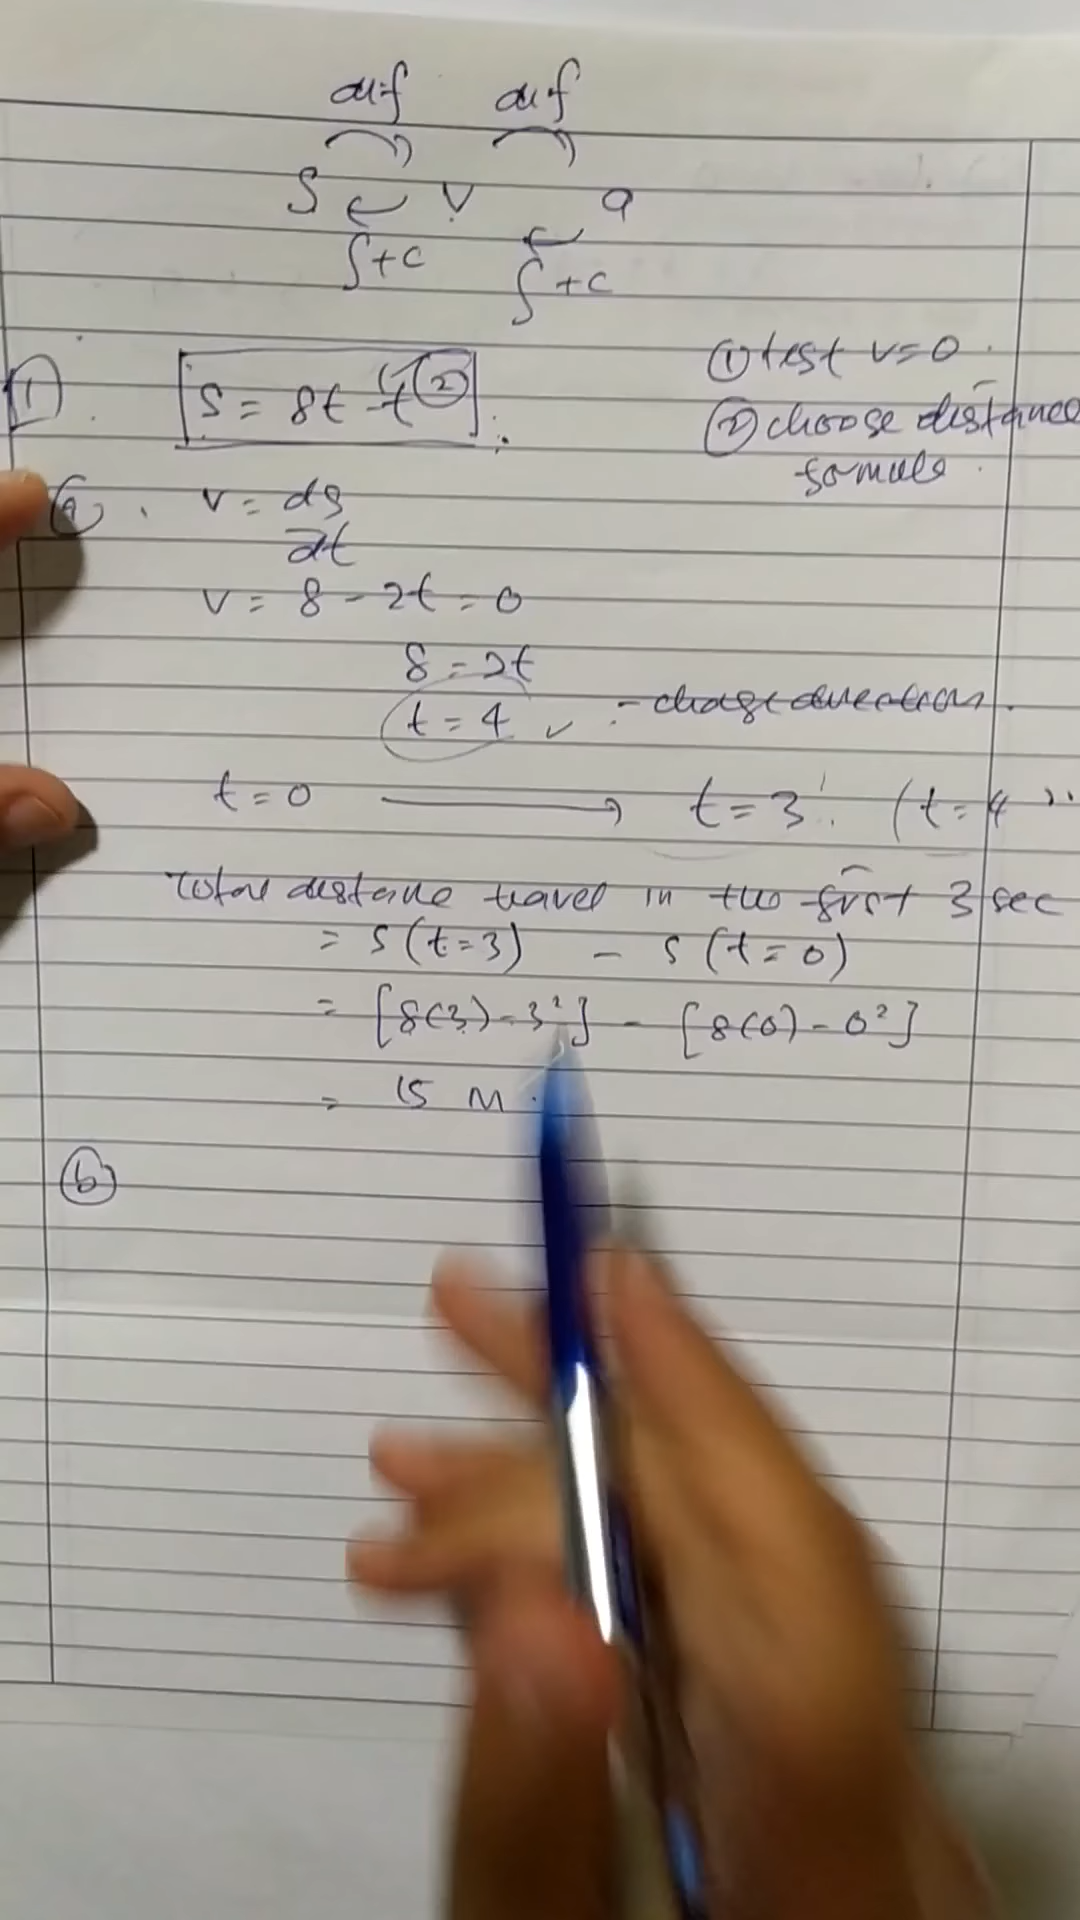 dif dif
S v a
∫+c ∫+c
① test v=0.
1. S = 8t - t²
② choose distance
formula.
a. v = ds
dt
v = 8 - 2t = 0
8 = 2t
t = 4 ✓ - change direction.
t = 0 → t = 3. (t = 4
Total distance travel in the first 3 sec
= s(t=3) - s(t=0)
= [8(3) - 3²] - [8(0) - 0²]
= 15 m.
b